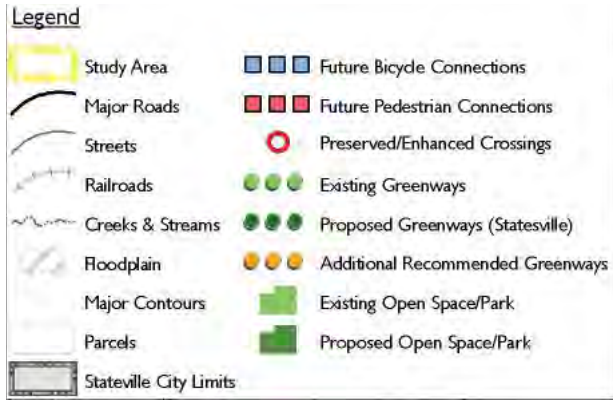 Legend
Study Area
Major Roads
Streets
Railroads
Creeks & Streams
Floodplain
Major Contours
Parcels
Stateville City Limits
Future Bicycle Connections
Future Pedestrian Connections
Preserved/Enhanced Crossings
Existing Greenways
Proposed Greenways (Statesville)
Additional Recommended Greenways
Existing Open Space/Park
Proposed Open Space/Park